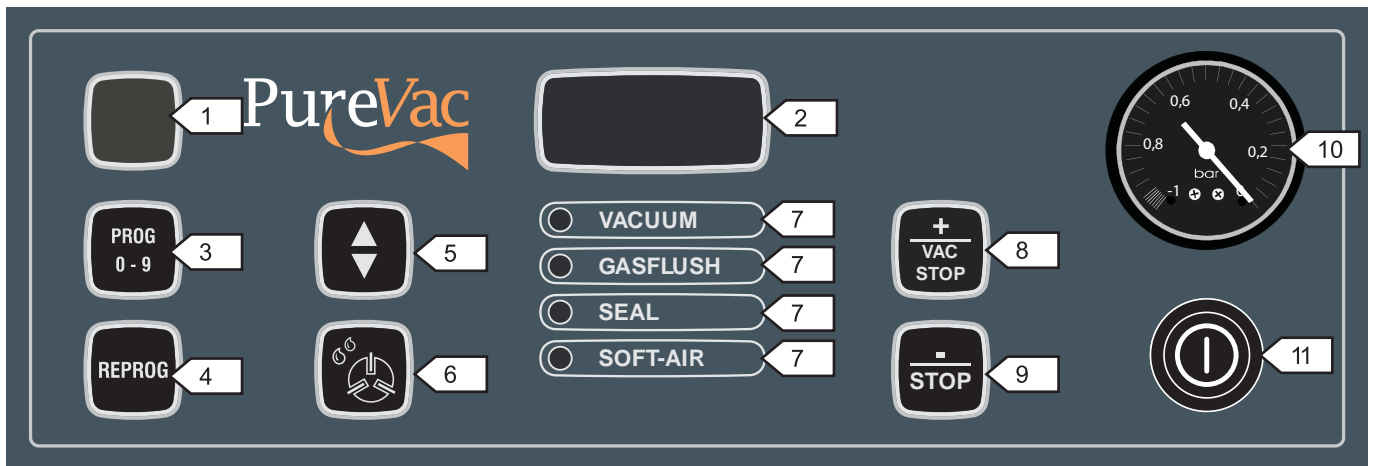 1
PureVac
2
0,6
0,4
0,8
0,2
bar
-1
10
PROG
0 - 9
3
5
VACUUM
7
GASFLUSH
7
SEAL
7
SOFT-AIR
7
+
VAC
STOP
8
REPROG
4
6
-
STOP
9
11